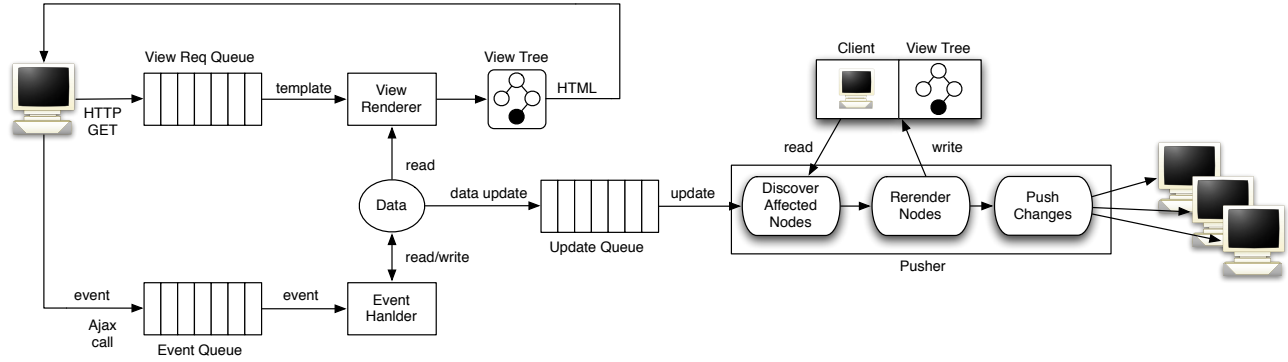 View Req Queue
View Tree
Client
View Tree
template
View
Renderer
HTML
HTTP
GET
read
read
write
Data
data update
update
Discover
Affected
Nodes
Rerender
Nodes
Push
Changes
Update Queue
read/write
Pusher
event
Ajax
call
event
Event
Hanlder
Event Queue